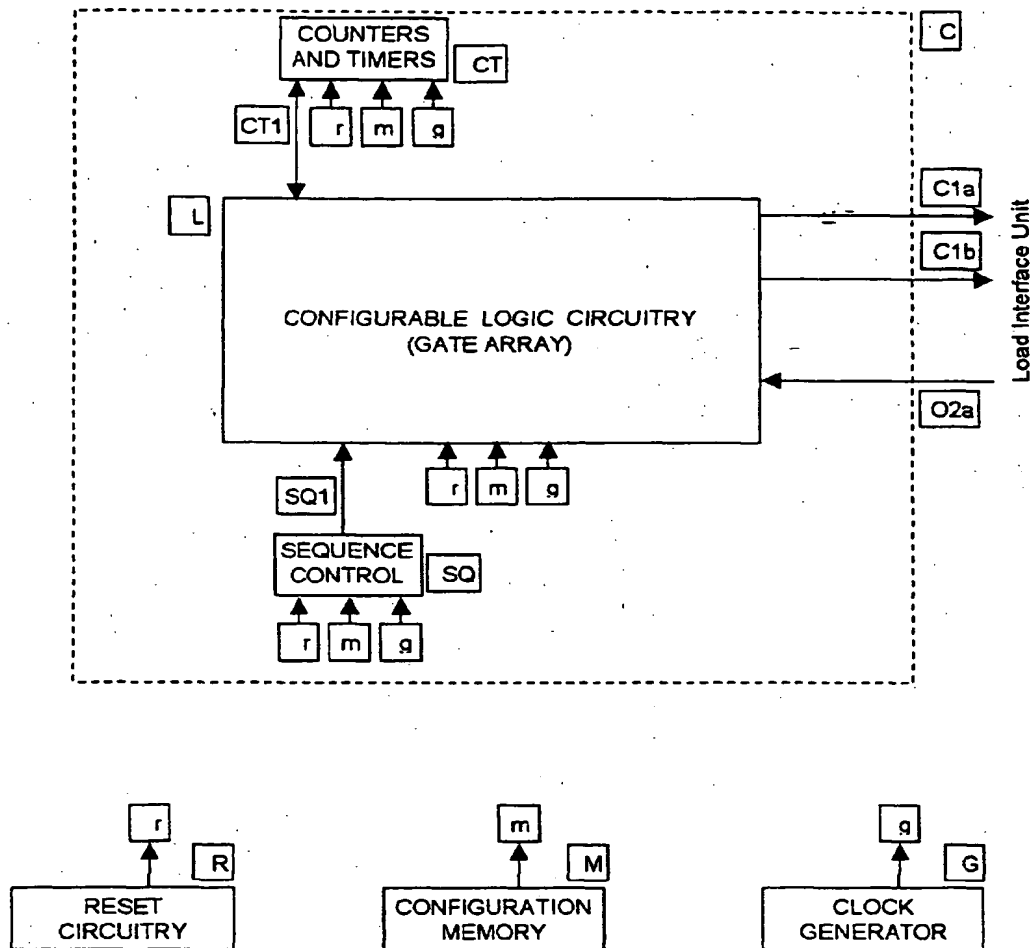 COUNTERS
AND TIMERS
CT
C
CT1
r
m
g
L
C1a
C1b
CONFIGURABLE LOGIC CIRCUITRY
(GATE ARRAY)
Load Interface Unit
O2a
SQ1
r
m
g
SEQUENCE
CONTROL
SQ
r
m
g
r
m
g
R
M
G
RESET
CIRCUITRY
CONFIGURATION
MEMORY
CLOCK
GENERATOR